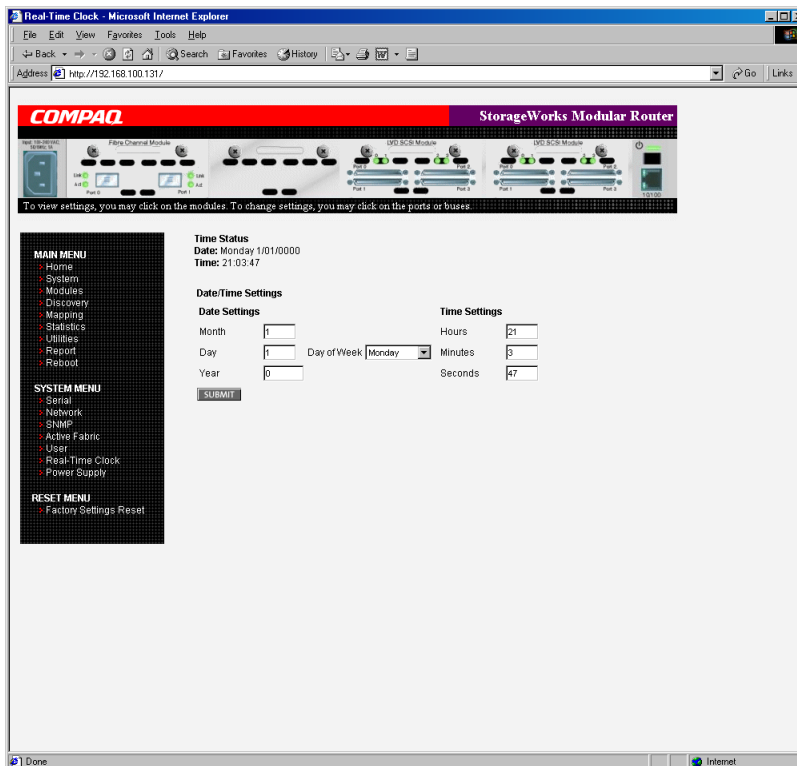 Real-Time Clock - Microsoft Internet Explorer
File Edit View Favorites Tools Help
Back Search Favorites History
Address http://192.168.100.131/ Go Links
COMPAQ StorageWorks Modular Router
Fibre Channel Module LVD SCSI Module LVD SCSI Module
Port 0 Port 2 Port 0 Port 2
Link Link
Act Act
Port 0 Port 1 Port 1 Port 3 Port 1 Port 3
10/100
To view settings, you may click on the modules. To change settings, you may click on the ports or buses.
MAIN MENU
Home
System
Modules
Discovery
Mapping
Statistics
Utilities
Report
Reboot
SYSTEM MENU
Serial
Network
SNMP
Active Fabric
User
Real-Time Clock
Power Supply
RESET MENU
Factory Settings Reset
Time Status
Date: Monday 1/01/0000
Time: 21:03:47
Date/Time Settings
Date Settings Time Settings
Month 1 Hours 21
Day 1 Day of Week Monday Minutes 3
Year 0 Seconds 47
SUBMIT
Done Internet